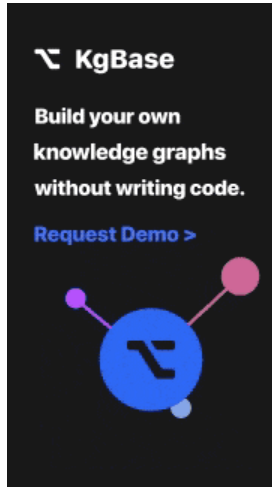 KgBase
Build your own
knowledge graphs
without writing code.
Request Demo >